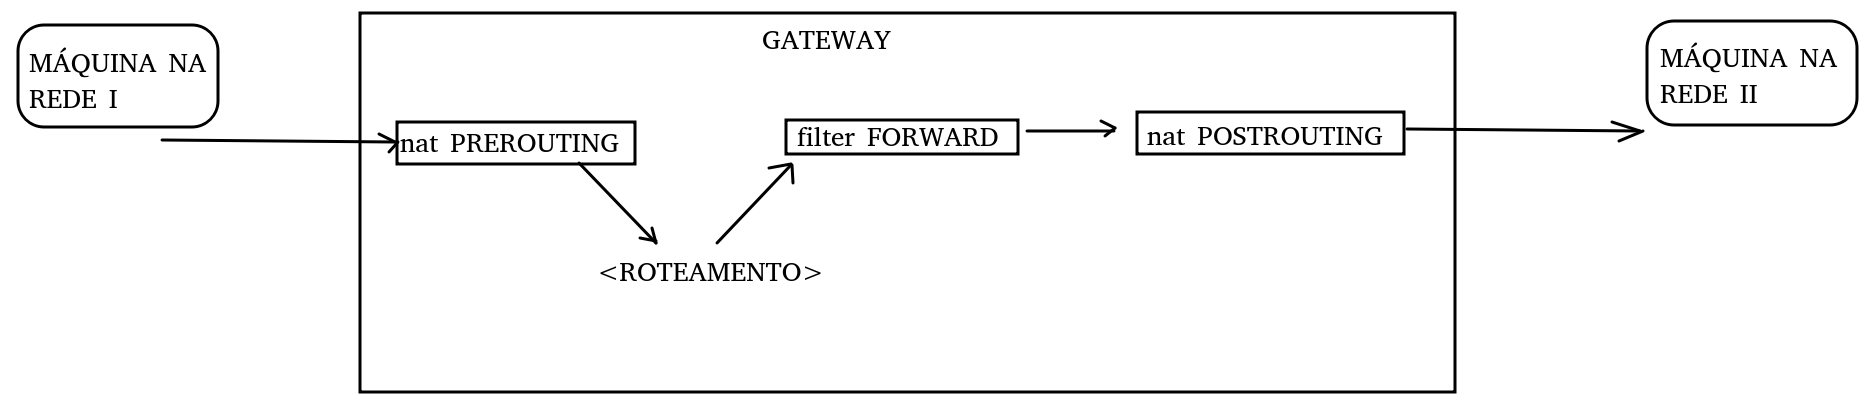 MÁQUINA NA
REDE I
GATEWAY
nat PREROUTING
<ROTEAMENTO>
filter FORWARD
nat POSTROUTING
MÁQUINA NA
REDE II